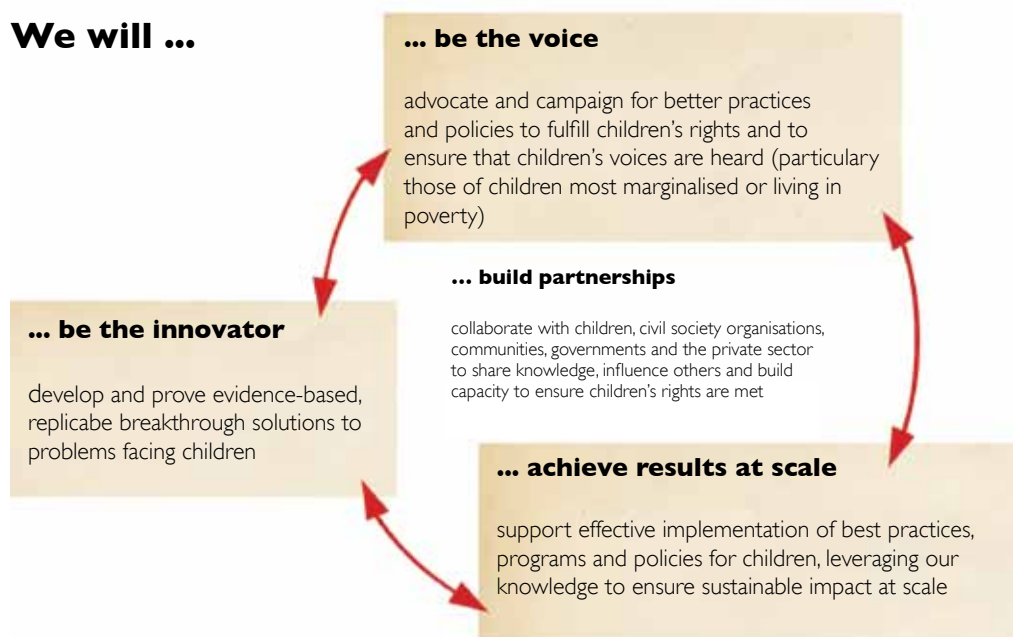 We will ...
... be the voice
advocate and campaign for better practices
and policies to fulfill children's rights and to
ensure that children's voices are heard (particulary
those of children most marginalised or living in
poverty)
... build partnerships
collaborate with children, civil society organisations,
communities, governments and the private sector
to share knowledge, influence others and build
capacity to ensure children's rights are met
... be the innovator
develop and prove evidence-based,
replicabe breakthrough solutions to
problems facing children
... achieve results at scale
support effective implementation of best practices,
programs and policies for children, leveraging our
knowledge to ensure sustainable impact at scale